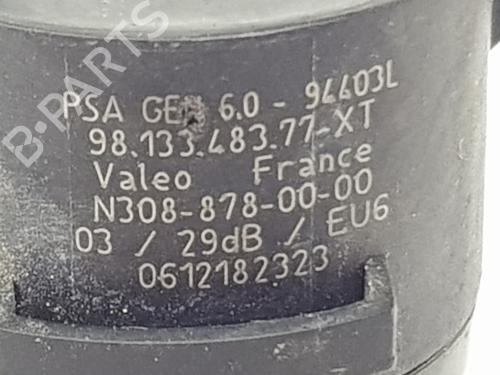 PSA GEN 6.0 - 94403L
98.133.483.77-XT
Valeo France
N308-878-00-00
03 / 29dB / EU6
0612182323
B-PARTS